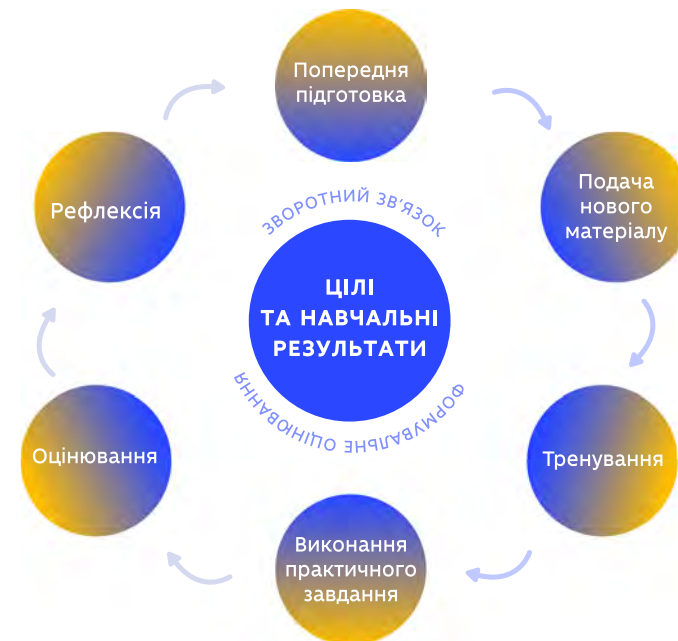 Попередня
підготовка
Подача
нового
матеріалу
Тренування
Виконання
практичного
завдання
Оцінювання
Рефлексія
ЗВОРОТНИЙ ЗВ'ЯЗОК
ЦІЛІ
ТА НАВЧАЛЬНІ
РЕЗУЛЬТАТИ
ФОРМУВАЛЬНЕ ОЦІНЮВАННЯ